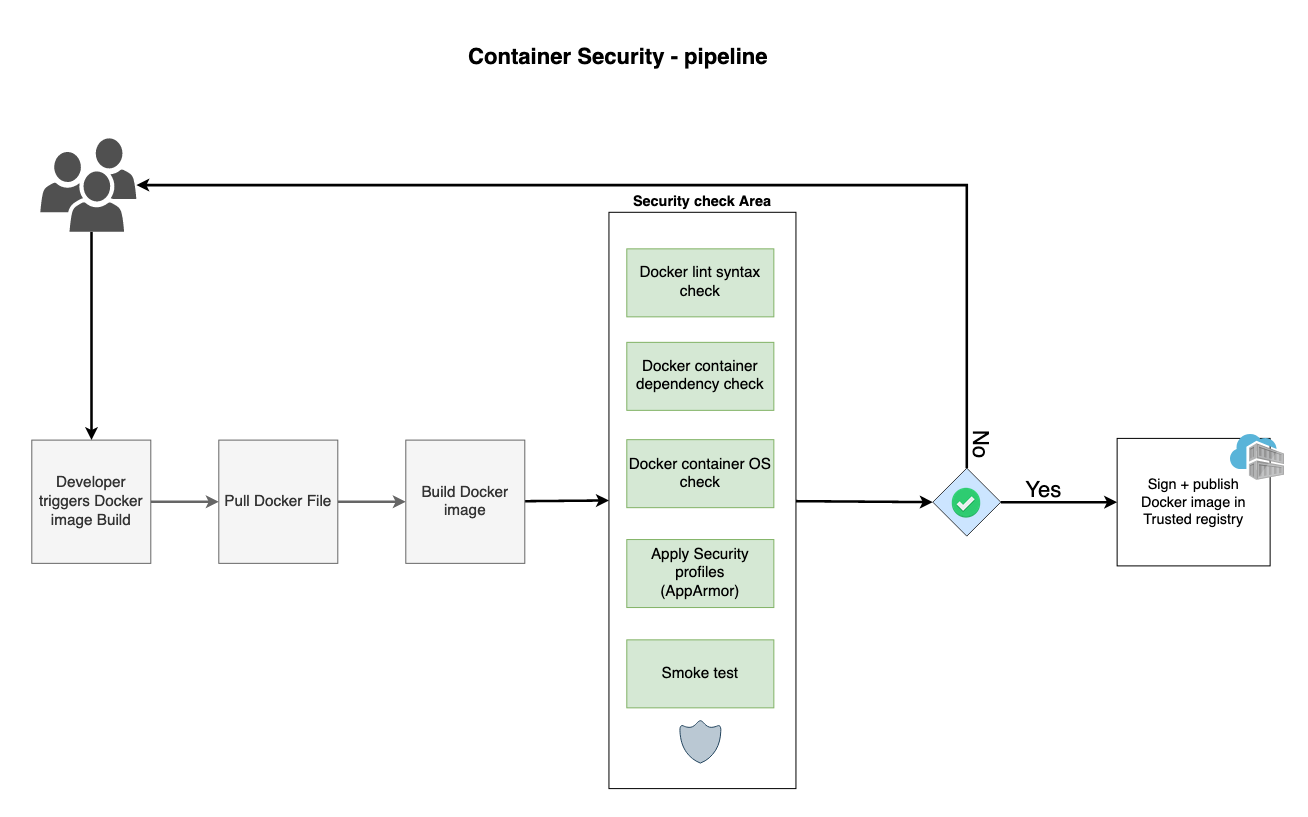 Container Security - pipeline
Security check Area
Docker lint syntax
check
Docker container
dependency check
Docker container OS
check
Apply Security
profiles
(AppArmor)
Smoke test
Developer
triggers Docker
image Build
Pull Docker File
Build Docker
image
No
Yes
Sign + publish
Docker image in
Trusted registry